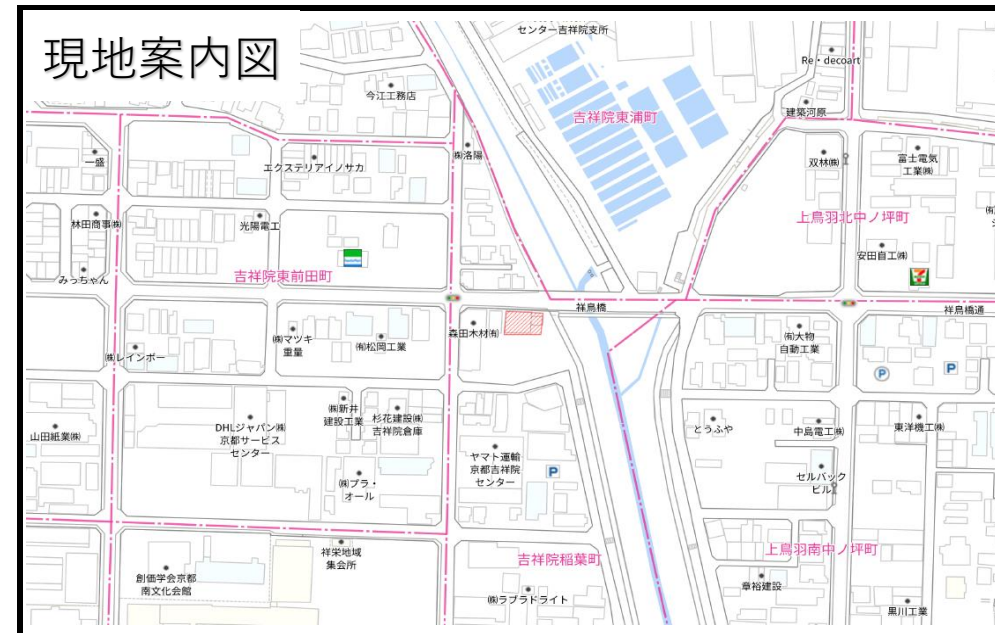 現地案内図
センター吉祥院支所
Re・decoart
今江工務店
吉祥院東浦町
建築河原
㈱洛陽
一盛
エクステリアイノサカ
双林㈱
富士電気
工業㈱
林田商事㈱
光陽電工
上鳥羽北中ノ坪町
安田自工㈱
みっちゃん
吉祥院東前田町
祥鳥橋
祥鳥橋通
森田木材㈲
㈱マツキ
重量
㈲松岡工業
㈲大物
自動工業
㈱レインボー
P
P
㈱新井
建設工業
杉花建設㈱
吉祥院倉庫
DHLジャパン㈱
京都サービス
センター
山田紙業㈱
とうふや
中島電工㈱
東洋機工㈱
ヤマト運輸
京都吉祥院
センター
P
㈱プラ・
オール
セルバック
ビル
祥栄地域
集会所
吉祥院稲葉町
上鳥羽南中ノ坪町
創価学会京都
南文化会館
章裕建設
㈱ラブラドライト
黒川工業